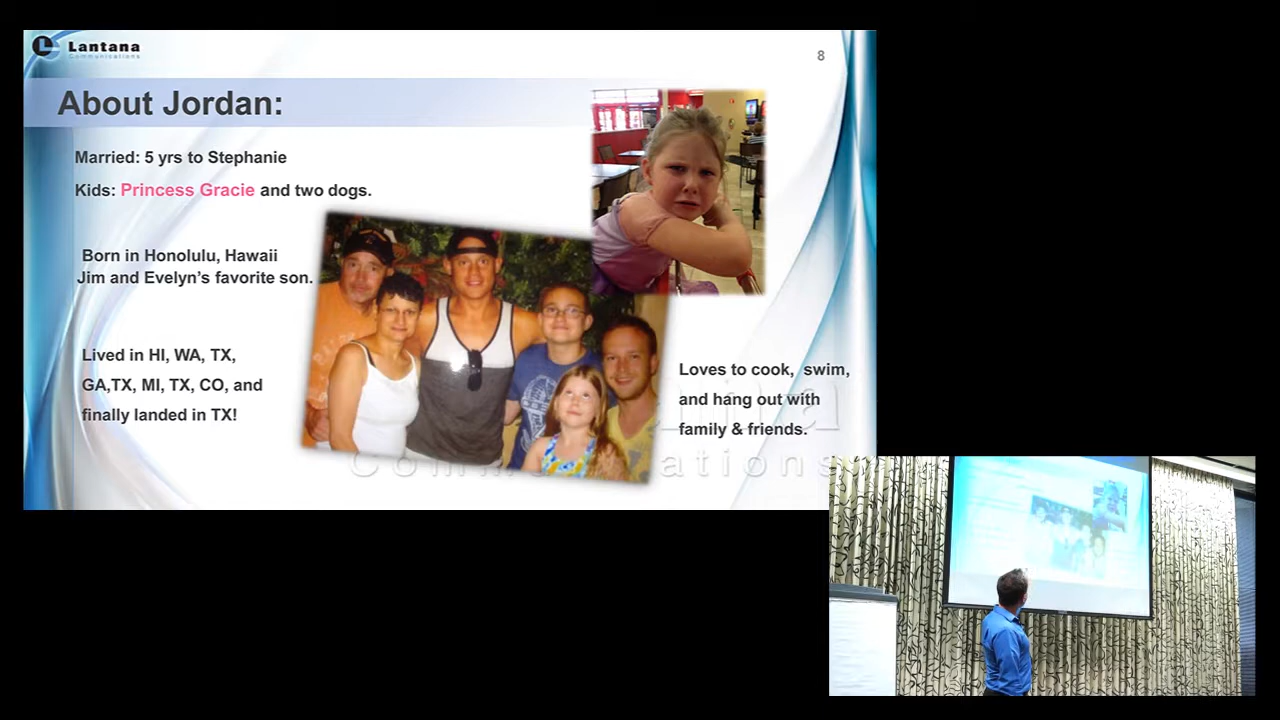 Lantana
Communications
8
About Jordan:
Married: 5 yrs to Stephanie
Kids: Princess Gracie and two dogs.
Born in Honolulu, Hawaii
Jim and Evelyn's favorite son.
Lived in HI, WA, TX,
GA,TX, MI, TX, CO, and
finally landed in TX!
Loves to cook, swim,
and hang out with
family & friends.